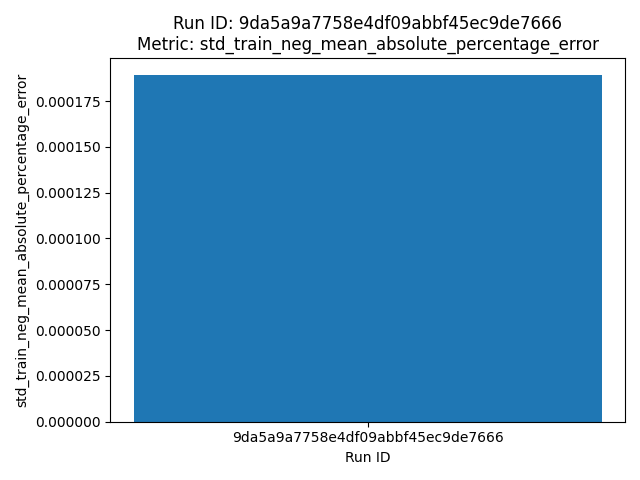 Run ID: 9da5a9a7758e4df09abbf45ec9de7666
Metric: std_train_neg_mean_absolute_percentage_error
std_train_neg_mean_absolute_percentage_error
0.000175
0.000150
0.000125
0.000100
0.000075
0.000050
0.000025
0.000000
9da5a9a7758e4df09abbf45ec9de7666
Run ID